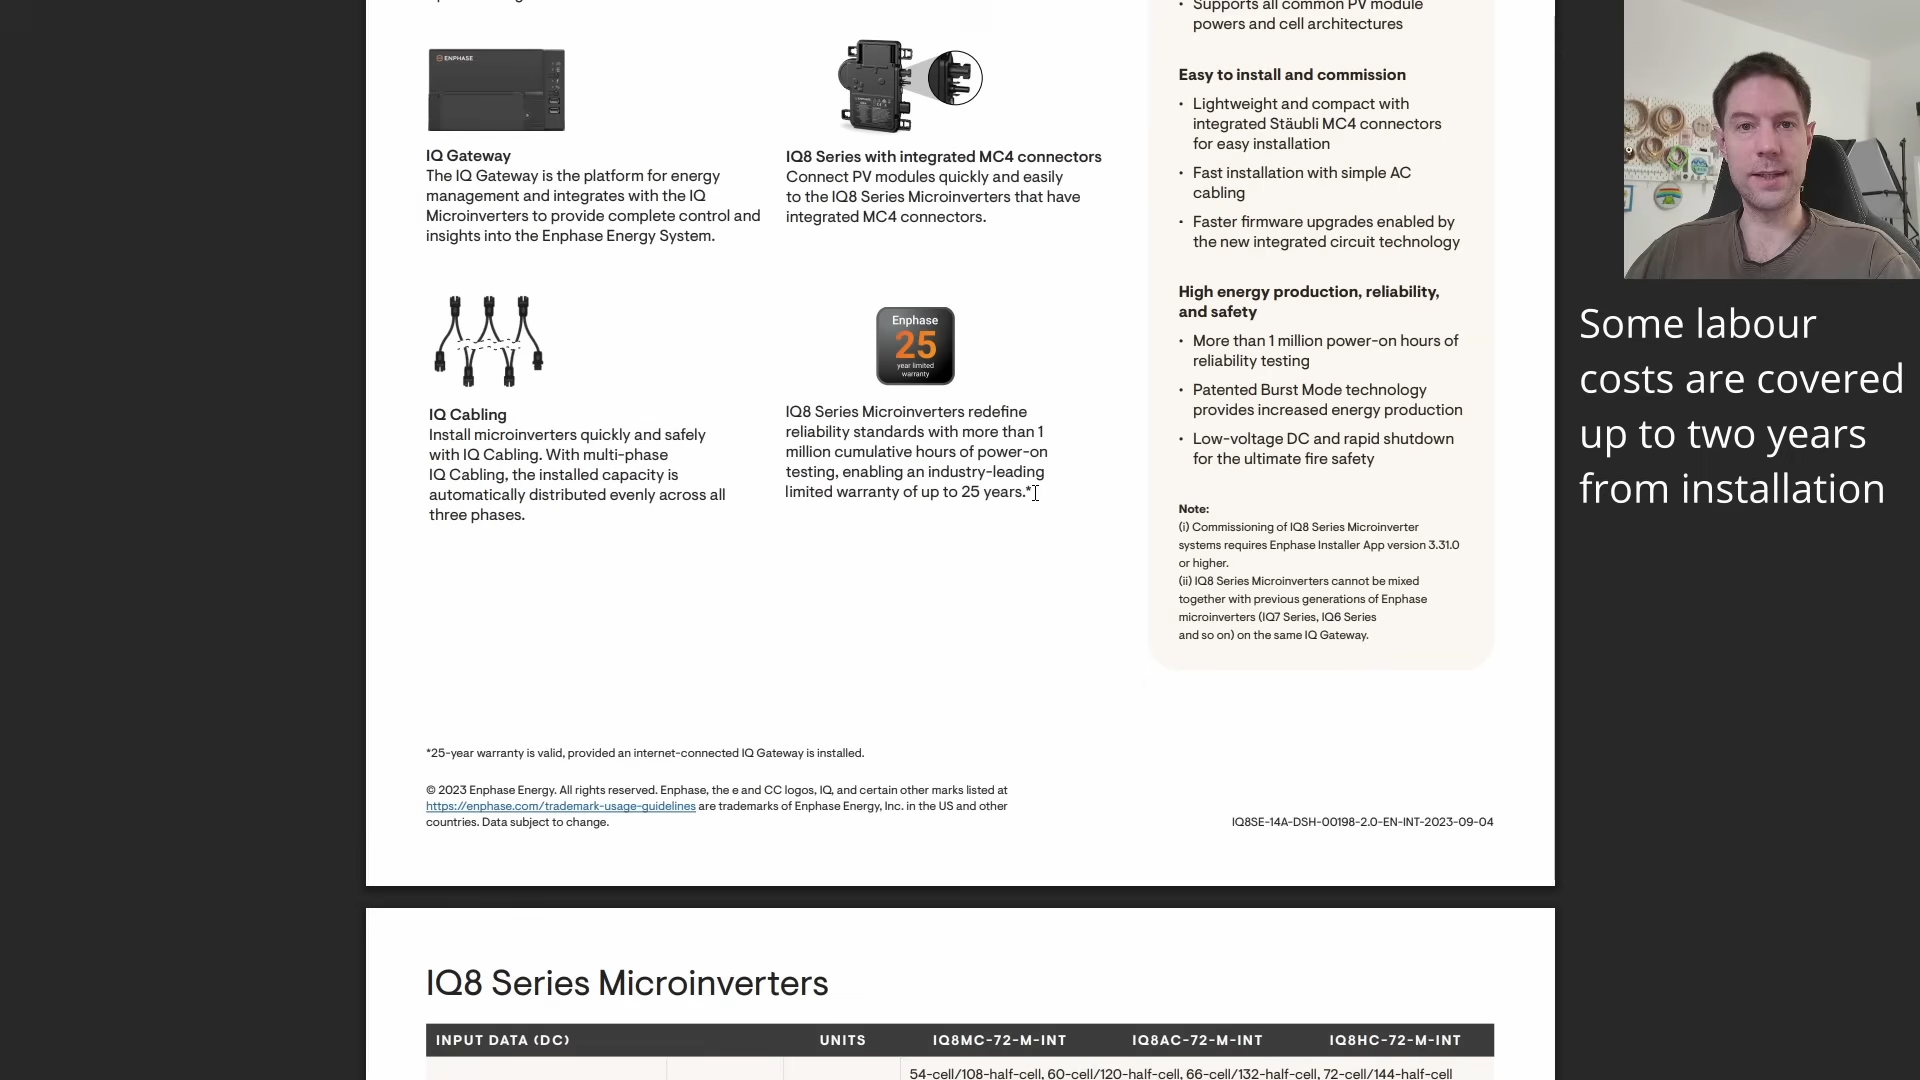 Supports all common PV module
powers and cell architectures
ENPHASE
IQ Gateway
The IQ Gateway is the platform for energy
management and integrates with the IQ
Microinverters to provide complete control and
insights into the Enphase Energy System.
IQ8 Series with integrated MC4 connectors
Connect PV modules quickly and easily
to the IQ8 Series Microinverters that have
integrated MC4 connectors.
IQ Cabling
Install microinverters quickly and safely
with IQ Cabling. With multi-phase
IQ Cabling, the installed capacity is
automatically distributed evenly across all
three phases.
Enphase
25
year limited
warranty
IQ8 Series Microinverters redefine
reliability standards with more than 1
million cumulative hours of power-on
testing, enabling an industry-leading
limited warranty of up to 25 years.*
Easy to install and commission
• Lightweight and compact with
integrated Stäubli MC4 connectors
for easy installation
• Fast installation with simple AC
cabling
• Faster firmware upgrades enabled by
the new integrated circuit technology
High energy production, reliability,
and safety
• More than 1 million power-on hours of
reliability testing
• Patented Burst Mode technology
provides increased energy production
• Low-voltage DC and rapid shutdown
for the ultimate fire safety
Note:
(i) Commissioning of IQ8 Series Microinverter
systems requires Enphase Installer App version 3.31.0
or higher.
(ii) IQ8 Series Microinverters cannot be mixed
together with previous generations of Enphase
microinverters (IQ7 Series, IQ6 Series
and so on) on the same IQ Gateway.
Some labour
costs are covered
up to two years
from installation
*25-year warranty is valid, provided an internet-connected IQ Gateway is installed.
© 2023 Enphase Energy. All rights reserved. Enphase, the e and CC logos, IQ, and certain other marks listed at
https://enphase.com/trademark-usage-guidelines are trademarks of Enphase Energy, Inc. in the US and other
countries. Data subject to change.
IQ8SE-14A-DSH-00198-2.0-EN-INT-2023-09-04
IQ8 Series Microinverters
INPUT DATA (DC) UNITS IQ8MC-72-M-INT IQ8AC-72-M-INT IQ8HC-72-M-INT
54-cell/108-half-cell, 60-cell/120-half-cell, 66-cell/132-half-cell, 72-cell/144-half-cell